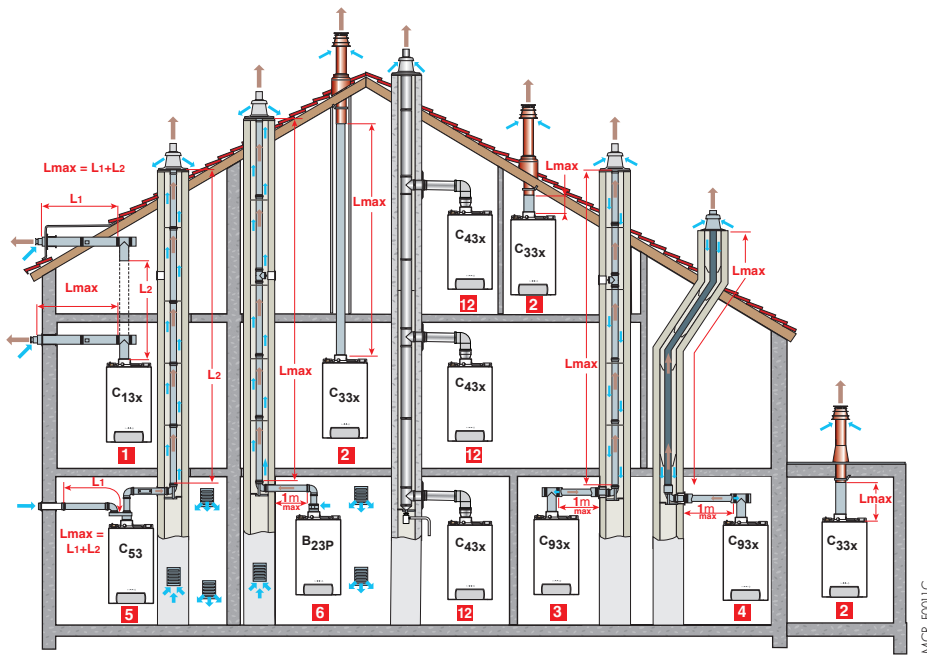 Lmax = L1+L2
L1
Lmax
L2
C13x
1
L2
Lmax
Lmax
C33x
2
C43x
12
Lmax
C33x
2
C43x
12
Lmax
Lmax
L1
Lmax =
L1+L2
C53
5
1m
max
B23P
6
C43x
12
1m
max
C93x
3
1m
max
C93x
4
Lmax
C33x
2